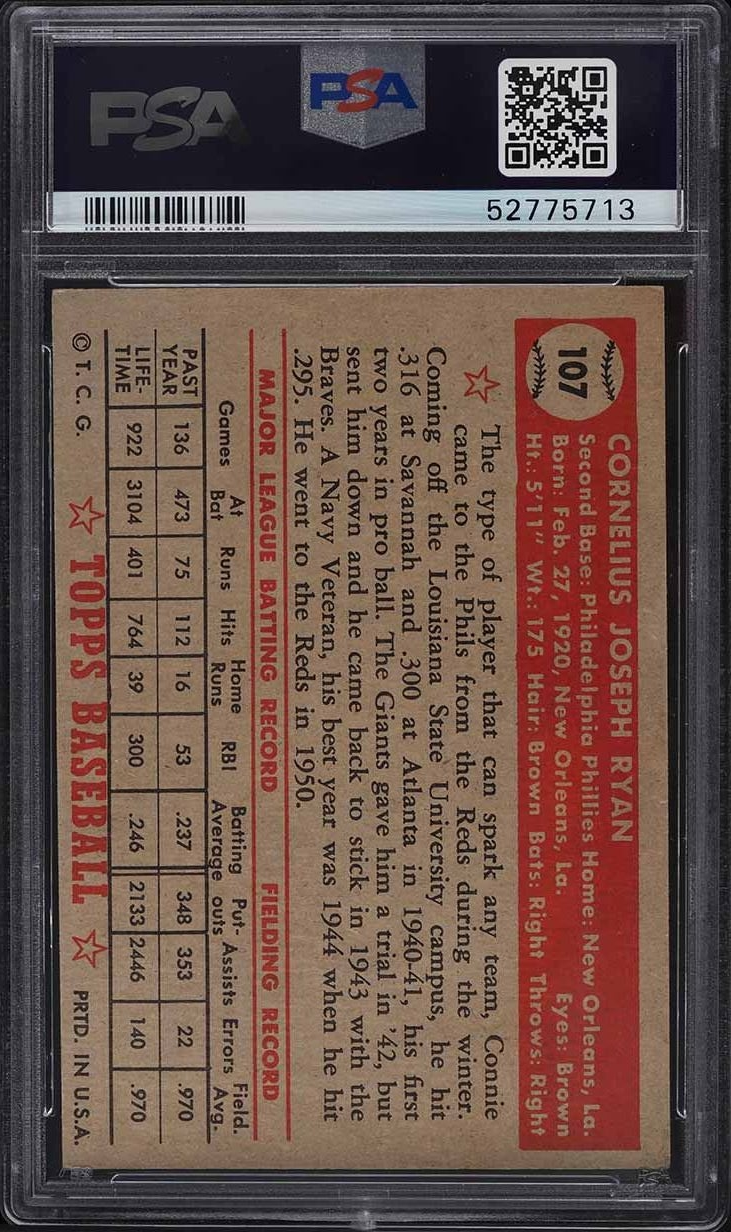 PSA
PSA
52775713
107
CORNELIUS JOSEPH RYAN
Second Base: Philadelphia Phillies Home: New Orleans, La.
Born: Feb. 27, 1920, New Orleans, La. Eyes: Brown
Ht.: 5'11" Wt.: 175 Hair: Brown Bats: Right Throws: Right
The type of player that can spark any team, Connie
came to the Phils from the Reds during the winter.
Coming off the Louisiana State University campus, he hit
.316 at Savannah and .300 at Atlanta in 1940-41, his first
two years in pro ball. The Giants gave him a trial in '42, but
sent him down and he came back to stick in 1943 with the
Braves. A Navy Veteran, his best year was 1944 when he hit
.295. He went to the Reds in 1950.
MAJOR LEAGUE BATTING RECORD FIELDING RECORD
Games At Bat Runs Hits Home Runs RBI Batting Average Put-outs Assists Errors Field. Avg.
PAST YEAR 136 473 75 112 16 53 .237 348 353 22 .970
LIFE-TIME 922 3104 401 764 39 300 .246 2133 2446 140 .970
© T. C. G. TOPPS BASEBALL PRTD. IN U.S.A.